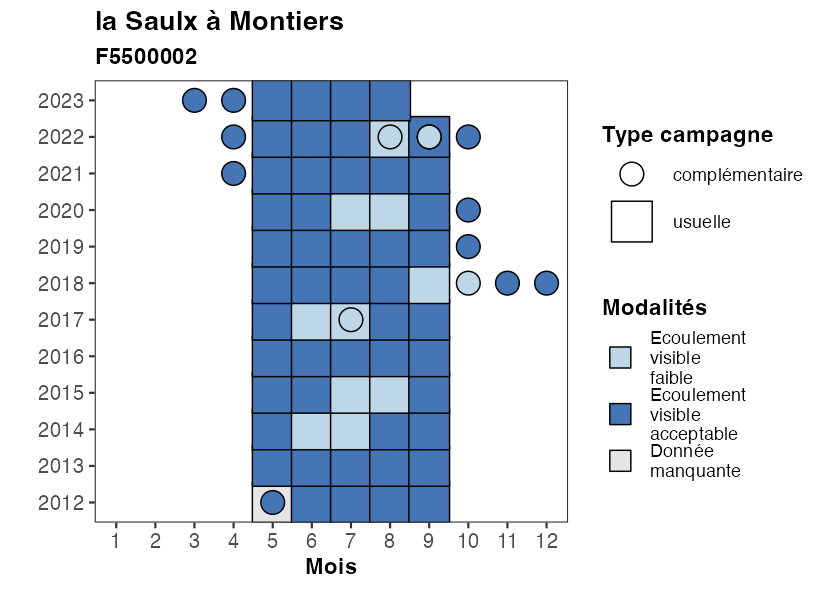 la Saulx à Montiers
F5500002
2023
2022
2021
2020
2019
2018
2017
2016
2015
2014
2013
2012
1 2 3 4 5 6 7 8 9 10 11 12
Mois
Type campagne
complémentaire
usuelle
Modalités
Ecoulement
visible
faible
Ecoulement
visible
acceptable
Donnée
manquante